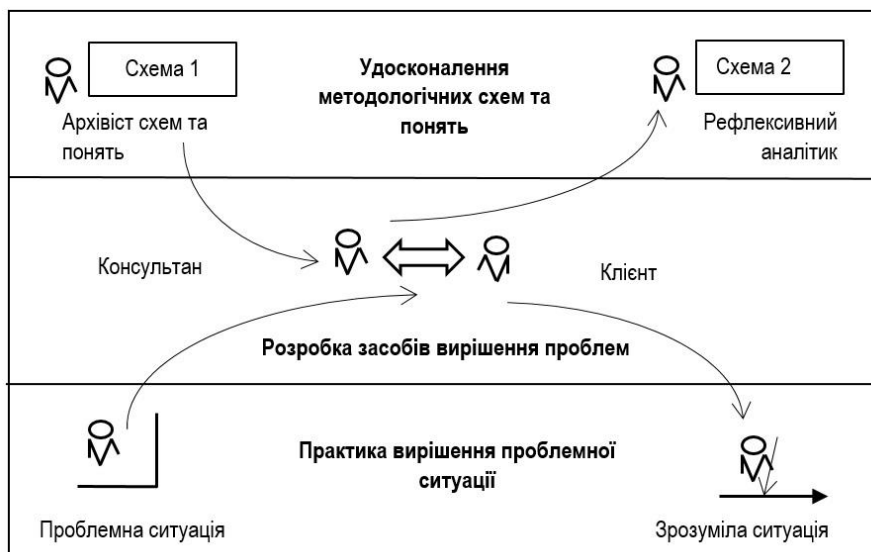 Схема 1
Удосконалення
методологічних схем та
понять
Схема 2
Архівіст схем та
понять
Рефлексивний
аналітик
Консультан
Клієнт
Розробка засобів вирішення проблем
Практика вирішення проблемної
ситуації
Проблемна ситуація
Зрозуміла ситуація